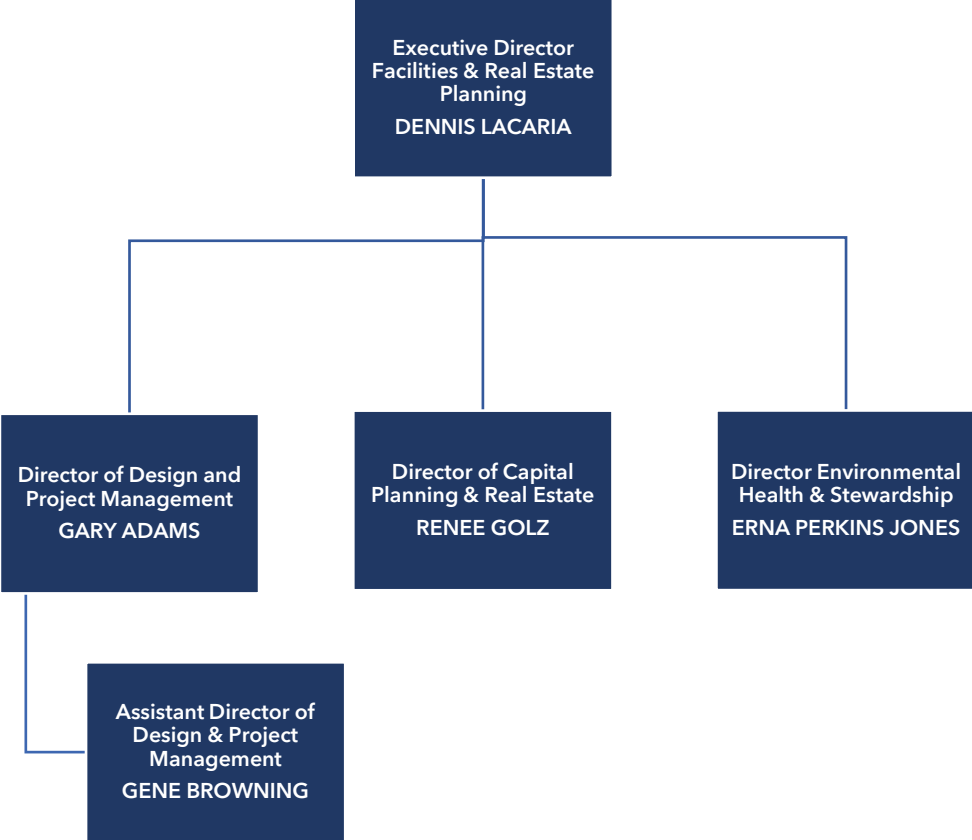 Executive Director
Facilities & Real Estate
Planning
DENNIS LACARIA
Director of Design and
Project Management
GARY ADAMS
Director of Capital
Planning & Real Estate
RENEE GOLZ
Director Environmental
Health & Stewardship
ERNA PERKINS JONES
Assistant Director of
Design & Project
Management
GENE BROWNING